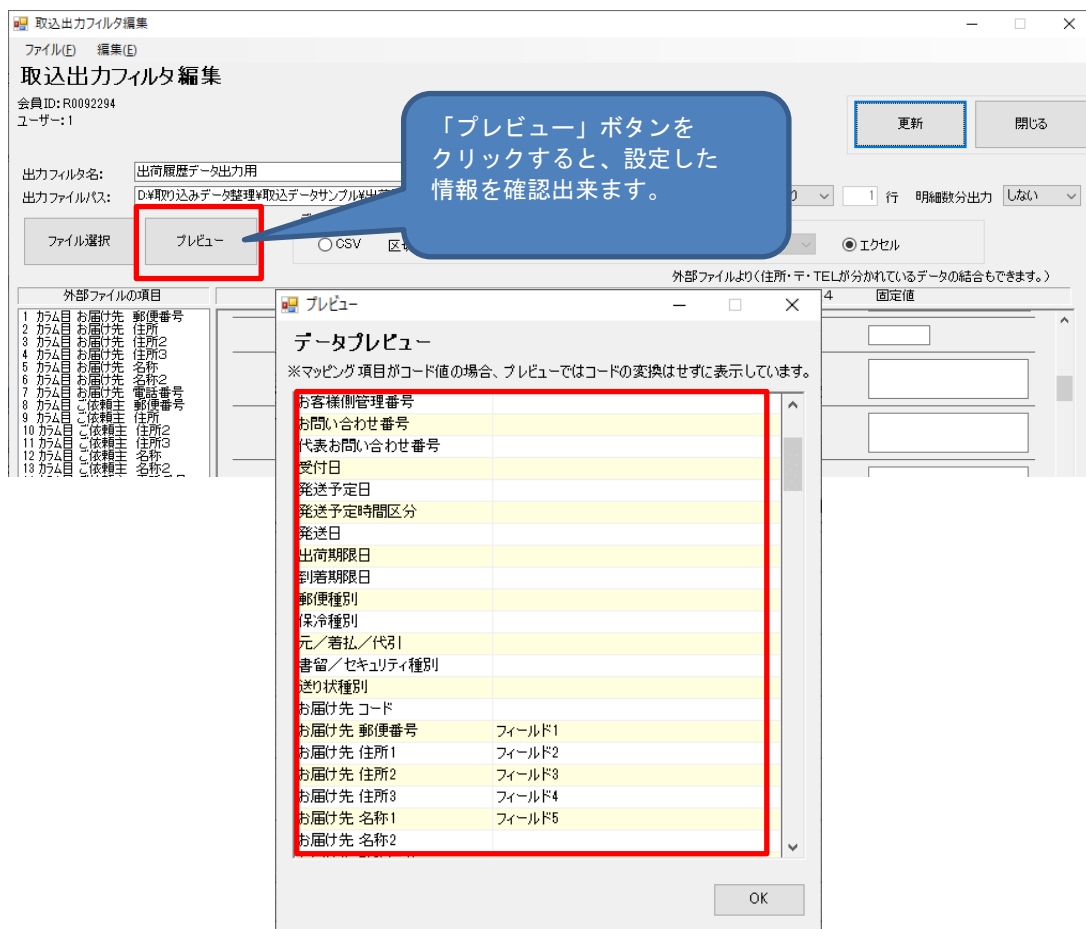 取込出力フィルタ編集
ファイル(F) 編集(E)
取込出力フィルタ編集
会員ID:R0092294
ユーザー:1
「プレビュー」ボタンを
クリックすると、設定した
情報を確認出来ます。
更新 閉じる
出力フィルタ名: 出荷履歴データ出力用
出力ファイルパス: D:¥取り込みデータ整理¥取込データサンプル¥出荷
1 行 明細数分出力 しない
ファイル選択 プレビュー
CSV エクセル
外部ファイルより(住所・〒・TELが分かれているデータの結合もできます。)
外部ファイルの項目 4 固定値
1 カラム目 お届け先 郵便番号
2 カラム目 お届け先 住所
3 カラム目 お届け先 住所2
4 カラム目 お届け先 住所3
5 カラム目 お届け先 名称
6 カラム目 お届け先 名称2
7 カラム目 お届け先 電話番号
8 カラム目 ご依頼主 郵便番号
9 カラム目 ご依頼主 住所
10 カラム目 ご依頼主 住所2
11 カラム目 ご依頼主 住所3
12 カラム目 ご依頼主 名称
13 カラム目 ご依頼主 名称2
プレビュー
データプレビュー
※マッピング項目がコード値の場合、プレビューではコードの変換はせずに表示しています。
お客様側管理番号
お問い合わせ番号
代表お問い合わせ番号
受付日
発送予定日
発送予定時間区分
発送日
出荷期限日
到着期限日
郵便種別
保冷種別
元/着払/代引
書留/セキュリティ種別
送り状種別
お届け先 コード
お届け先 郵便番号 フィールド1
お届け先 住所1 フィールド2
お届け先 住所2 フィールド3
お届け先 住所3 フィールド4
お届け先 名称1 フィールド5
お届け先 名称2
OK